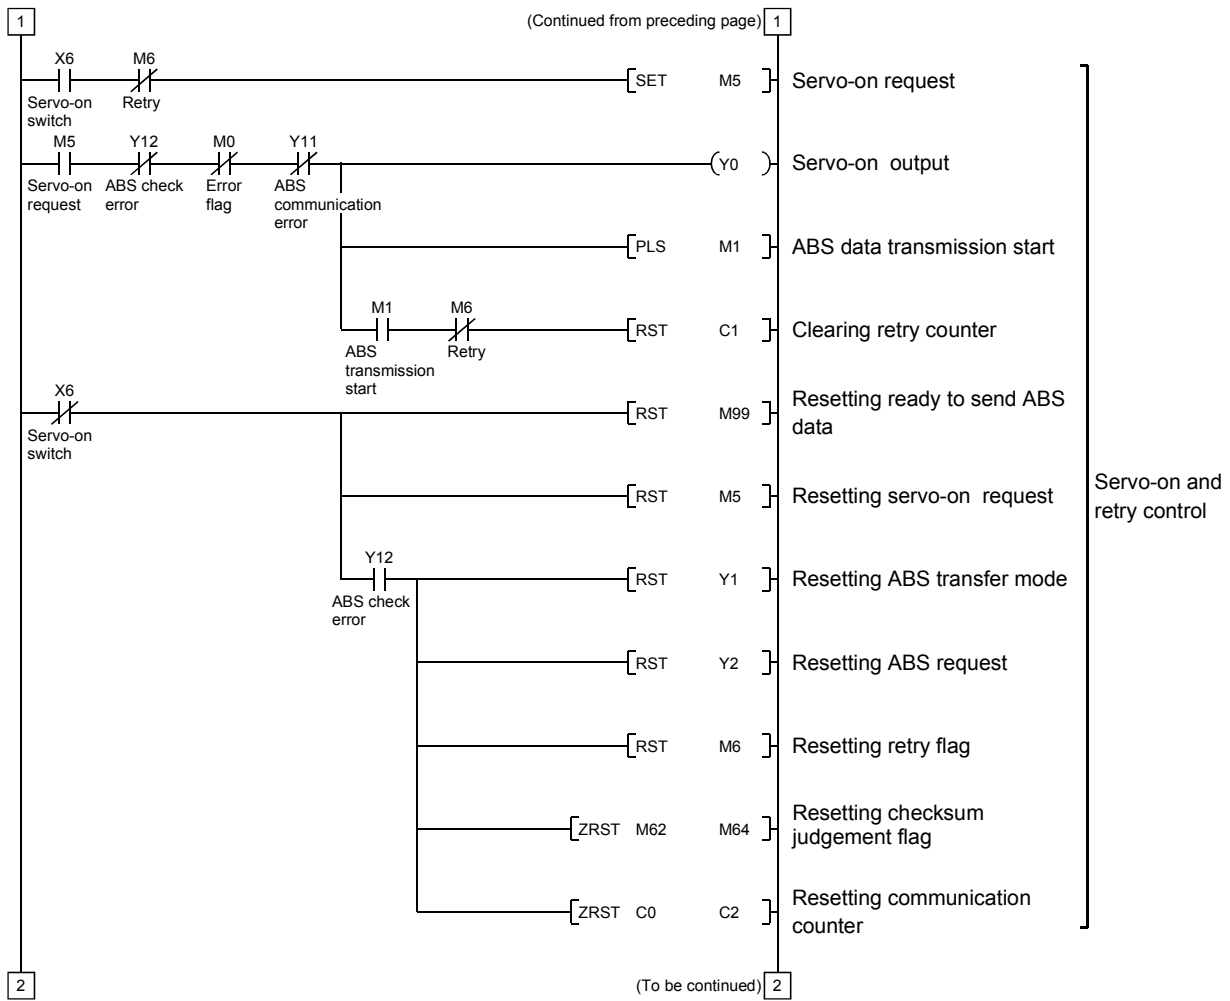 1 (Continued from preceding page) 1
X6 M6
SET M5 Servo-on request
Servo-on Retry
switch
M5 Y12 M0 Y11
Y0 Servo-on output
Servo-on ABS check Error ABS
request error flag communication
error
PLS M1 ABS data transmission start
M1 M6
RST C1 Clearing retry counter
ABS Retry
transmission
start
X6
RST M99 Resetting ready to send ABS
data
Servo-on
switch
RST M5 Resetting servo-on request
Servo-on and
retry control
Y12
RST Y1 Resetting ABS transfer mode
ABS check
error
RST Y2 Resetting ABS request
RST M6 Resetting retry flag
ZRST M62 M64 Resetting checksum
judgement flag
ZRST C0 C2 Resetting communication
counter
2 (To be continued) 2